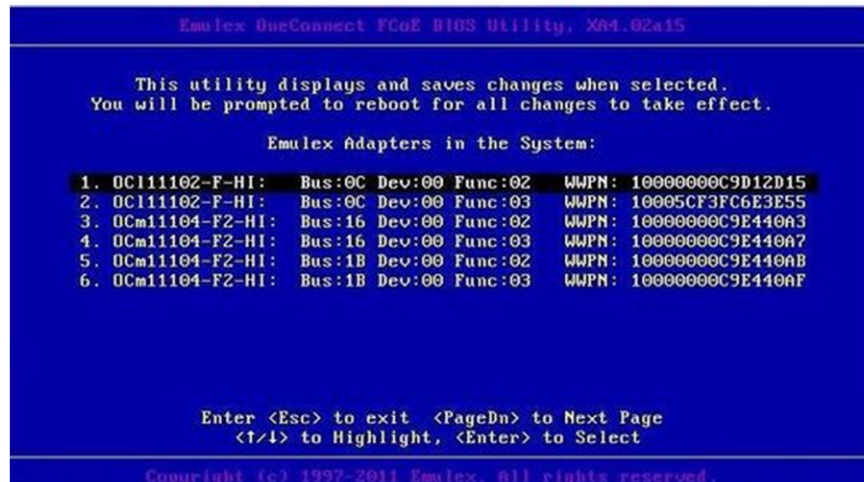 Emulex OneConnect FCoE BIOS Utility, XA4.02a15
This utility displays and saves changes when selected.
You will be prompted to reboot for all changes to take effect.
Emulex Adapters in the System:
1. OCl11102-F-HI: Bus:0C Dev:00 Func:02 WWPN: 10000000C9D12D15
2. OCl11102-F-HI: Bus:0C Dev:00 Func:03 WWPN: 10005CF3FC6E3E55
3. OCm11104-F2-HI: Bus:16 Dev:00 Func:02 WWPN: 10000000C9E440A3
4. OCm11104-F2-HI: Bus:16 Dev:00 Func:03 WWPN: 10000000C9E440A7
5. OCm11104-F2-HI: Bus:1B Dev:00 Func:02 WWPN: 10000000C9E440AB
6. OCm11104-F2-HI: Bus:1B Dev:00 Func:03 WWPN: 10000000C9E440AF
Enter <Esc> to exit <PageDn> to Next Page
<↑/↓> to Highlight, <Enter> to Select
Copyright (c) 1997-2011 Emulex. All rights reserved.